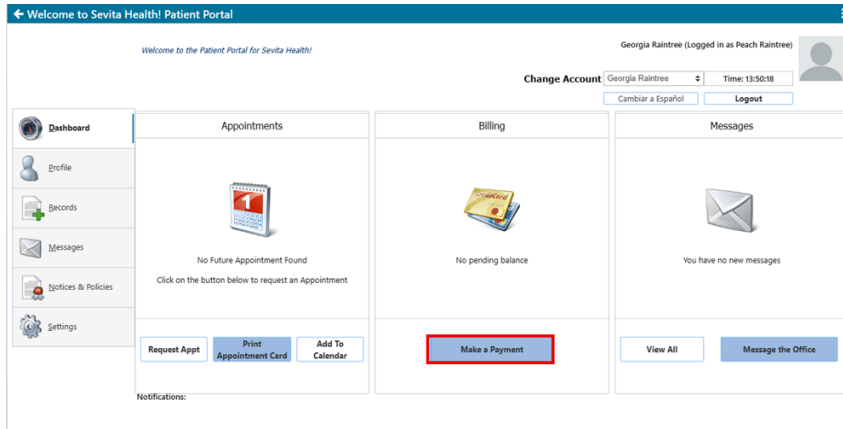 Welcome to Sevita Health! Patient Portal
Welcome to the Patient Portal for Sevita Health!
Georgia Raintree (Logged in as Peach Raintree)
Change Account Georgia Raintree Time: 13:50:18
Cambiar a Español Logout
Dashboard
Profile
Records
Messages
Notices & Policies
Settings
Appointments
1
No Future Appointment Found
Click on the button below to request an Appointment
Request Appt
Print
Appointment Card
Add To
Calendar
Billing
CreditCard
No pending balance
Make a Payment
Messages
You have no new messages
View All
Message the Office
Notifications: